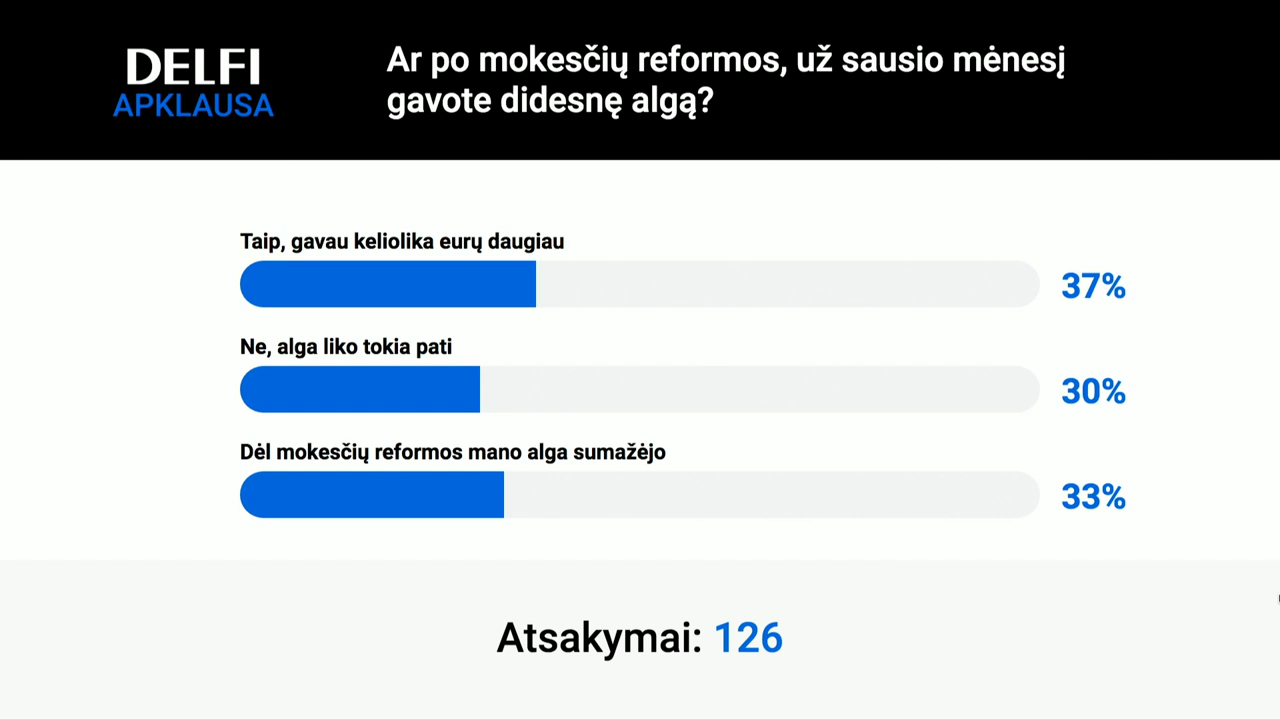 DELFI
APKLAUSA
Ar po mokesčių reformos, už sausio mėnesį
gavote didesnę algą?
Taip, gavau keliolika eurų daugiau
37%
Ne, alga liko tokia pati
30%
Dėl mokesčių reformos mano alga sumažėjo
33%
Atsakymai: 126